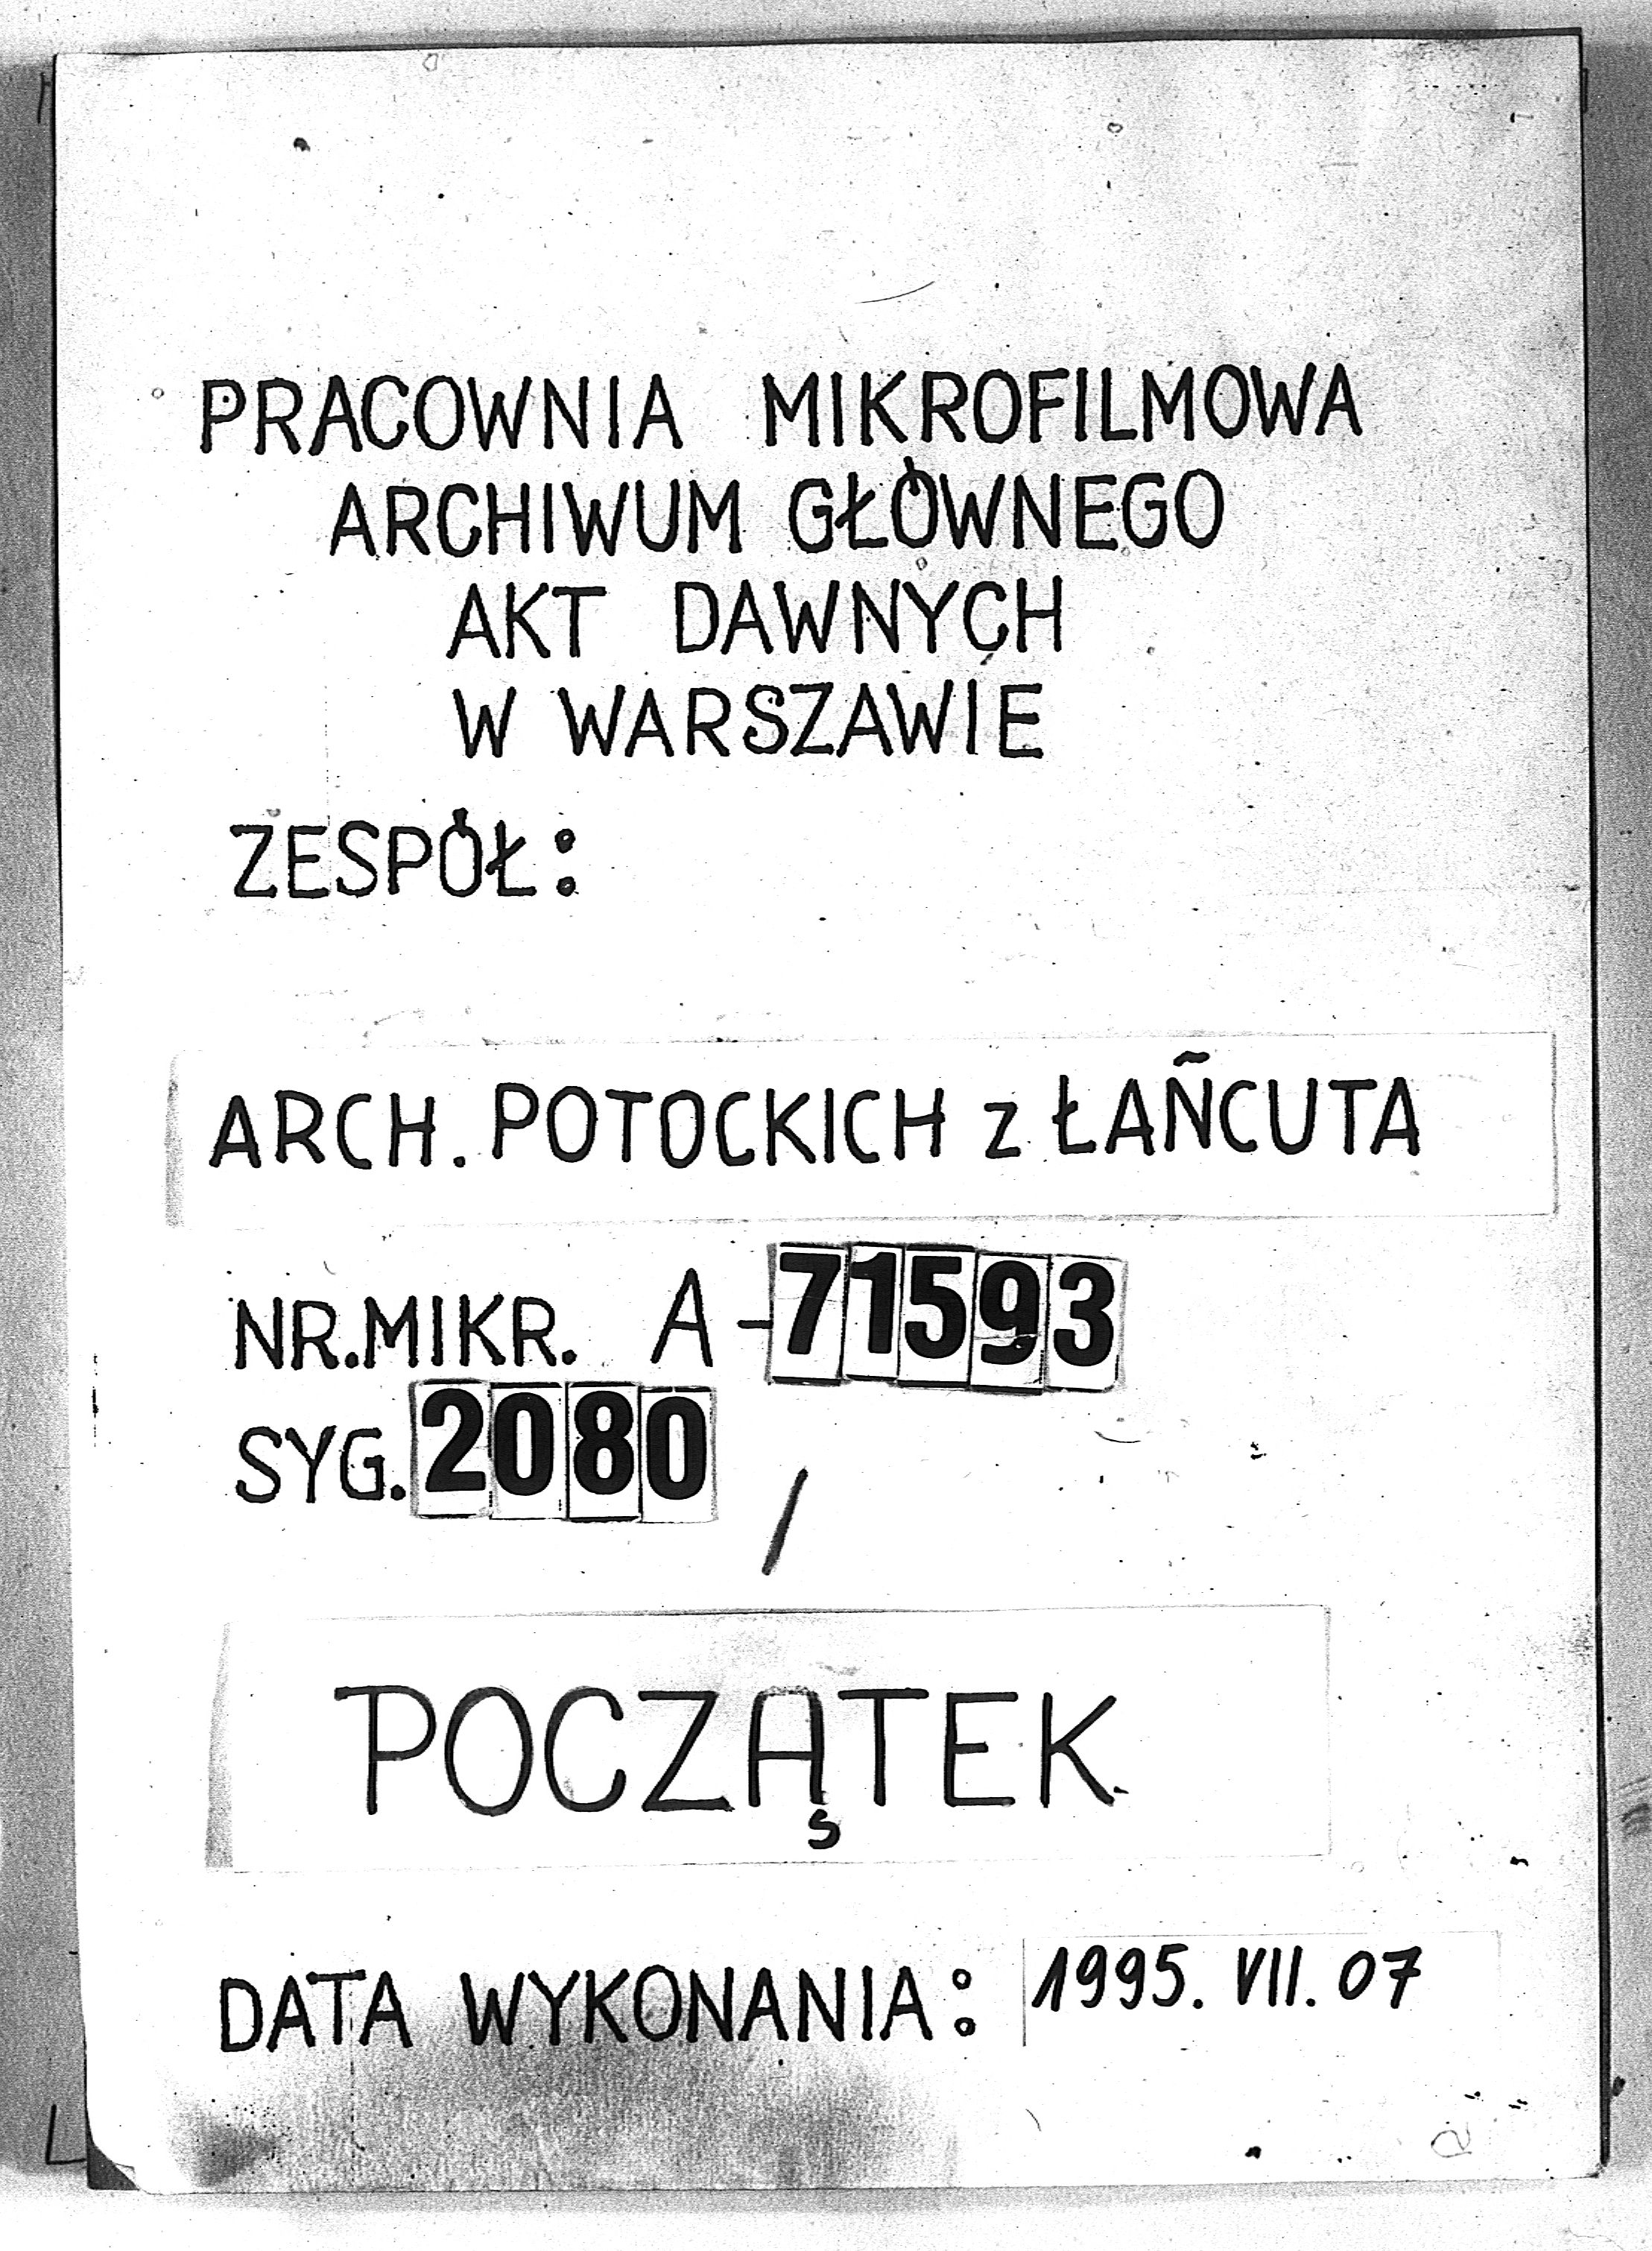 PRACOWNIA MIKROFILMOWA
ARCHIWUM GŁÓWNEGO
AKT DAWNYCH
W WARSZAWIE
ZESPÓŁ:
ARCH. POTOCKICH z ŁAŃCUTA
NR.MIKR. A-71593
SYG. 2080 /
POCZĄTEK
DATA WYKONANIA: 1995. VII. 07